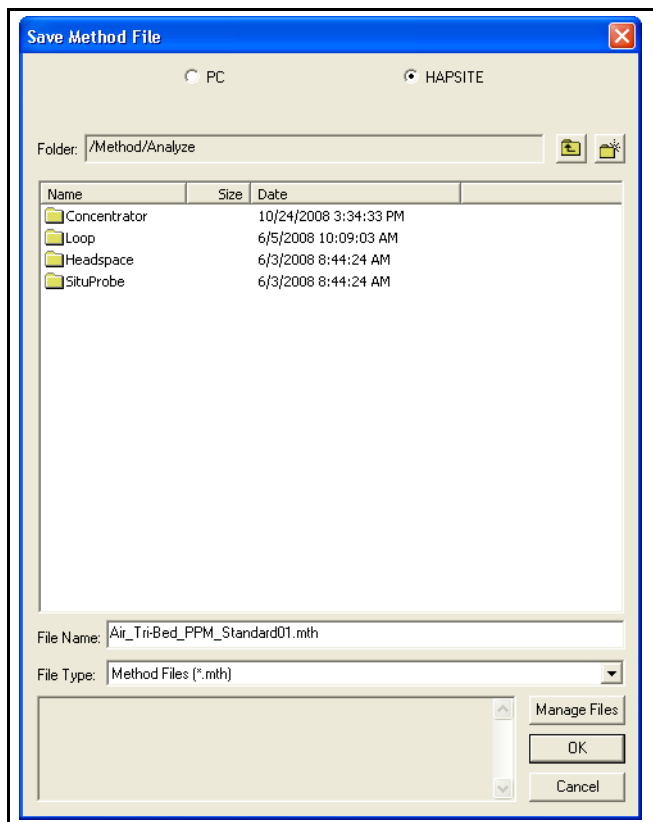 Save Method File
PC HAPSITE
Folder: /Method/Analyze
Name Size Date
Concentrator 10/24/2008 3:34:33 PM
Loop 6/5/2008 10:09:03 AM
Headspace 6/3/2008 8:44:24 AM
SituProbe 6/3/2008 8:44:24 AM
File Name: Air_Tri-Bed_PPM_Standard01.mth
File Type: Method Files (*.mth)
Manage Files
OK
Cancel